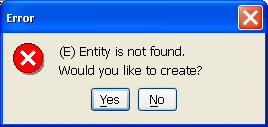 Error
(E) Entity is not found.
Would you like to create?
Yes No